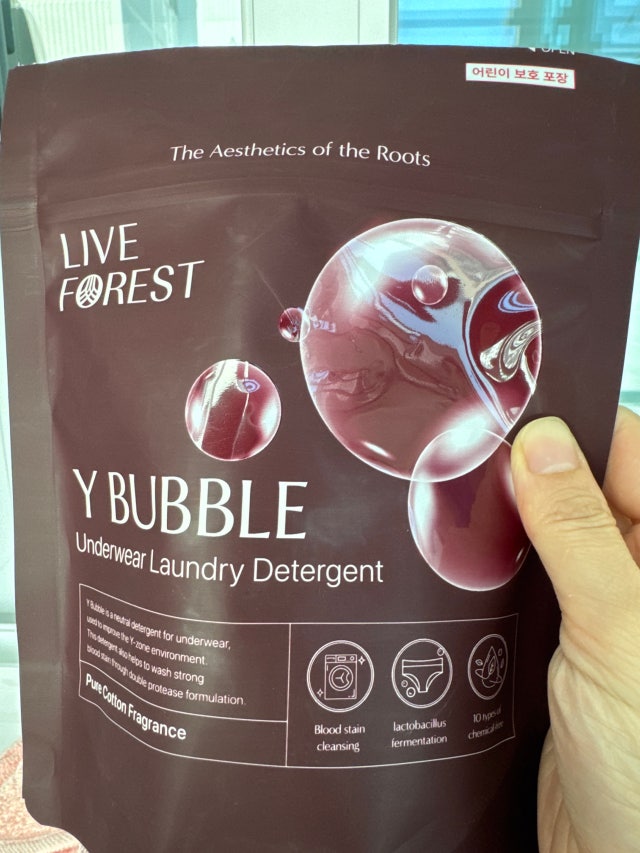 ◀ OPEN
어린이 보호 포장
The Aesthetics of the Roots
LIVE
FOREST
Y BUBBLE
Underwear Laundry Detergent
Y Bubble is a neutral detergent for underwear,
used to improve the Y-zone environment.
This detergent also helps to wash strong
blood stain through double protease formulation.
Pure Cotton Fragrance
Blood stain
cleansing
lactobacillus
fermentation
10 types of
chemical-free